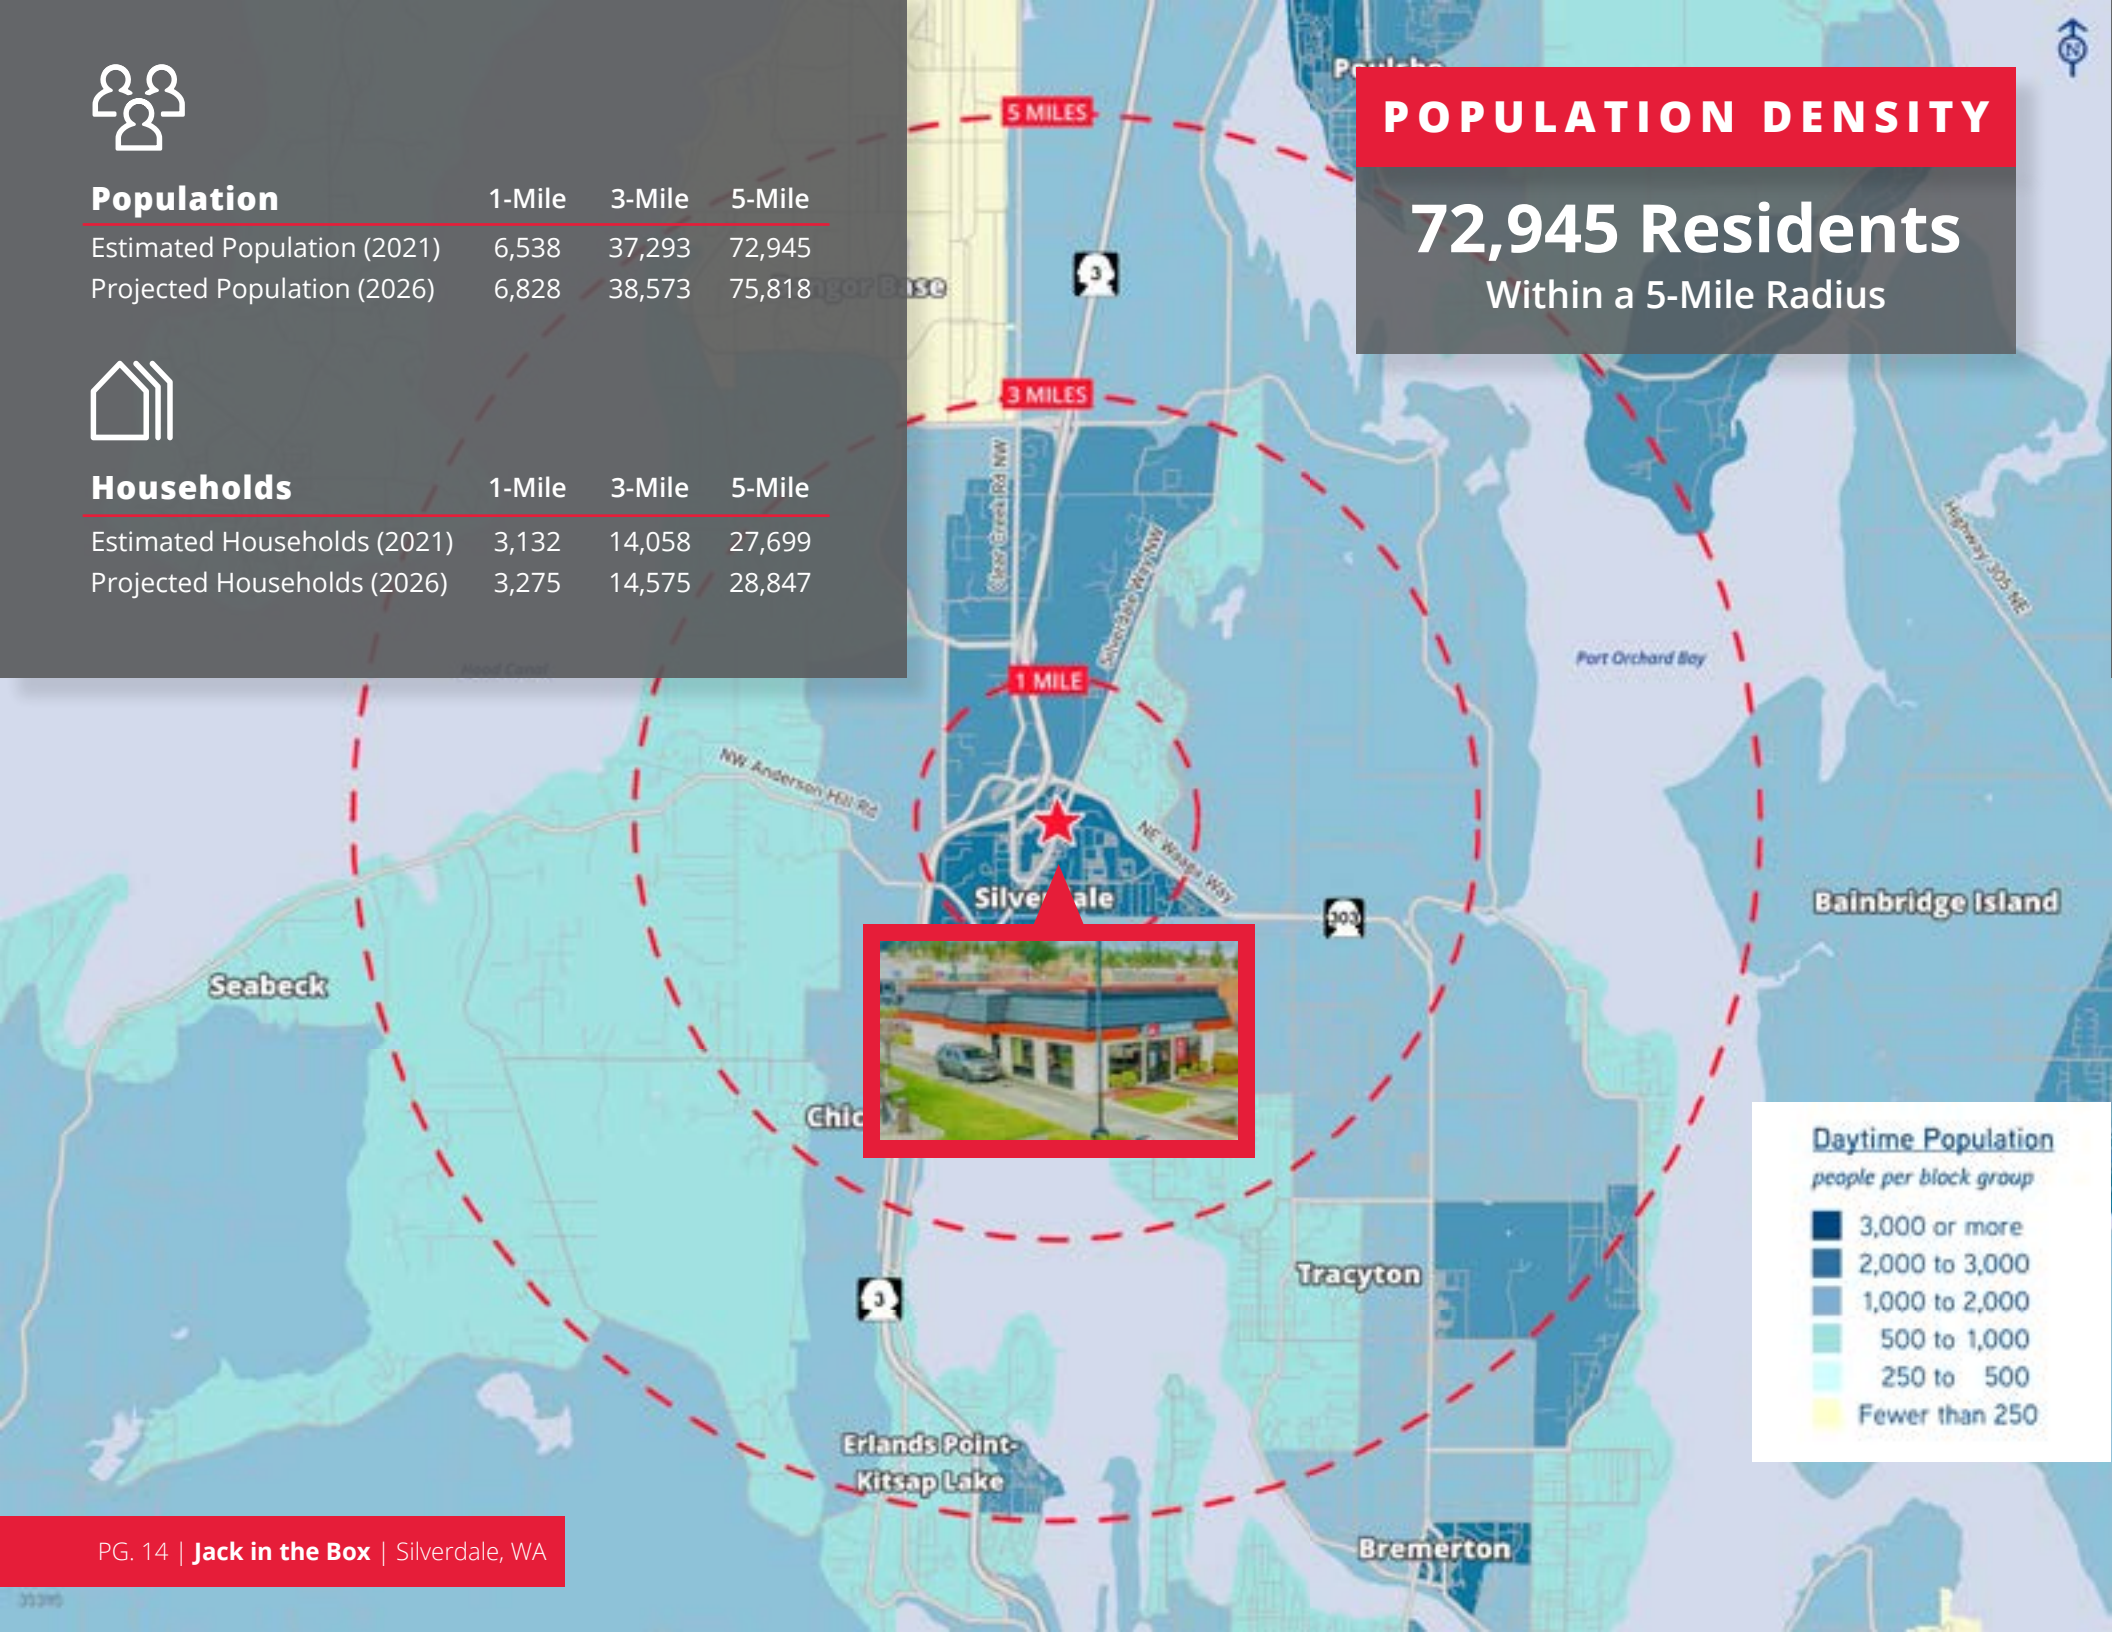 Population 1-Mile 3-Mile 5-Mile
Estimated Population (2021) 6,538 37,293 72,945
Projected Population (2026) 6,828 38,573 75,818
Households 1-Mile 3-Mile 5-Mile
Estimated Households (2021) 3,132 14,058 27,699
Projected Households (2026) 3,275 14,575 28,847
N
POPULATION DENSITY
72,945 Residents
Within a 5-Mile Radius
5 MILES
3
Base
3 MILES
Clear Creek Rd NW
Silverdale Way NW
Highway 305 NE
Port Orchard Bay
Hood Canal
1 MILE
NW Anderson Hill Rd
NE Waaga Way
303
Bainbridge Island
Seabeck
Tracyton
3
Erlands Point-
Kitsap Lake
Bremerton
Daytime Population
people per block group
3,000 or more
2,000 to 3,000
1,000 to 2,000
500 to 1,000
250 to 500
Fewer than 250
PG. 14 | Jack in the Box | Silverdale, WA